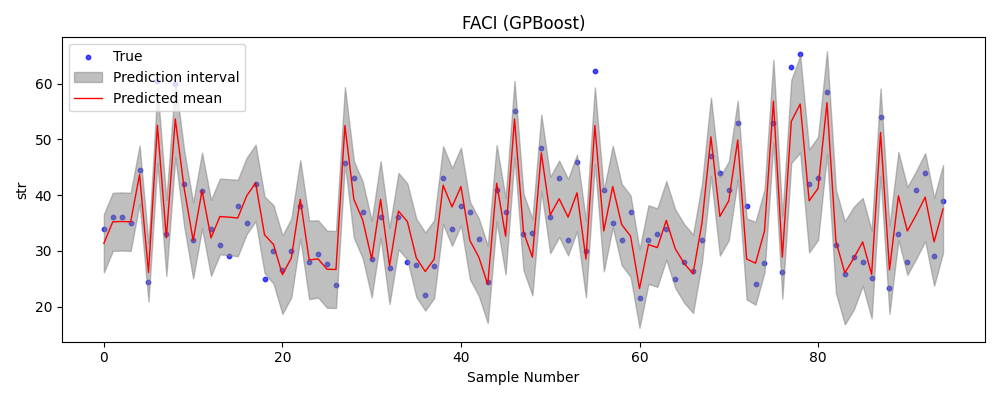 FACI (GPBoost)
True
Prediction interval
Predicted mean
str
60
50
40
30
20
0
20
40
60
80
Sample Number